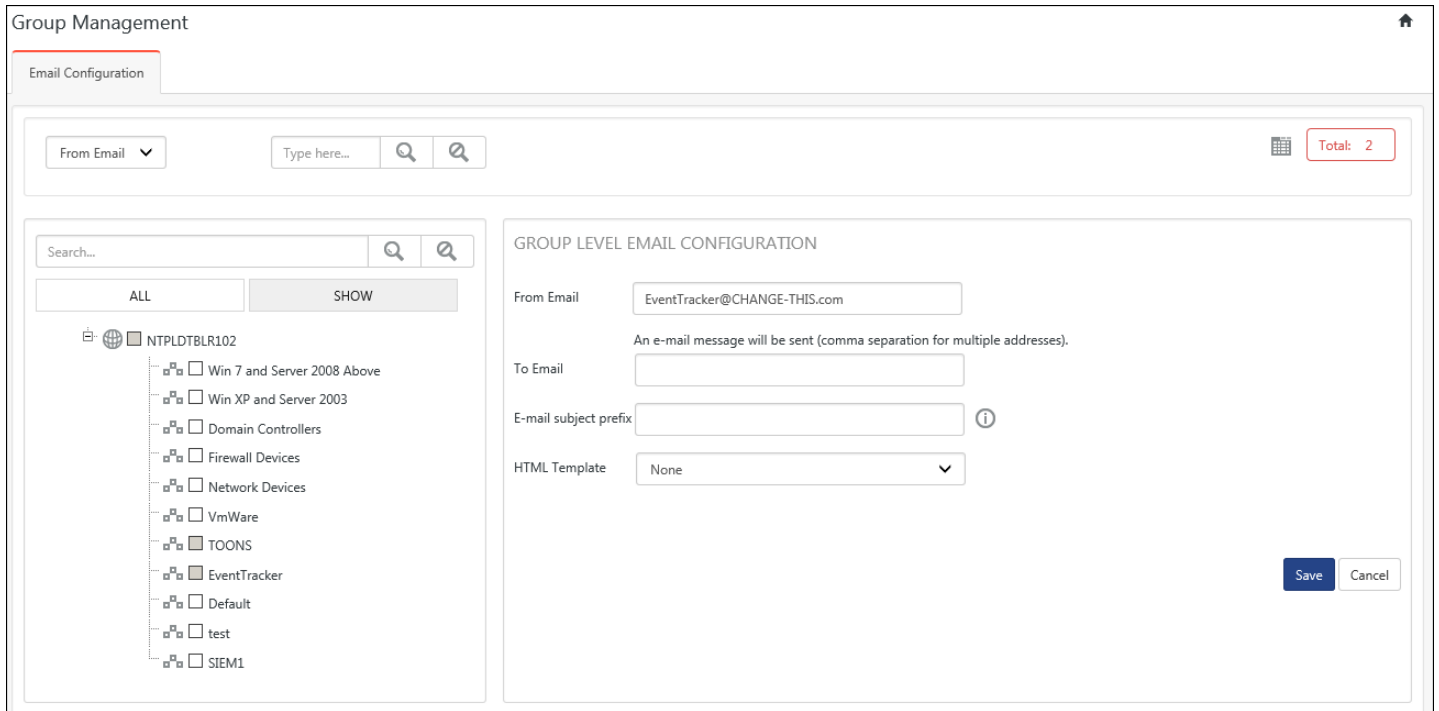 Group Management
Email Configuration
From Email
Type here...
Total: 2
Search...
ALL
SHOW
NTPLDTBLR102
Win 7 and Server 2008 Above
Win XP and Server 2003
Domain Controllers
Firewall Devices
Network Devices
VmWare
TOONS
EventTracker
Default
test
SIEM1
GROUP LEVEL EMAIL CONFIGURATION
From Email
EventTracker@CHANGE-THIS.com
An e-mail message will be sent (comma separation for multiple addresses).
To Email
E-mail subject prefix
HTML Template
None
Save
Cancel